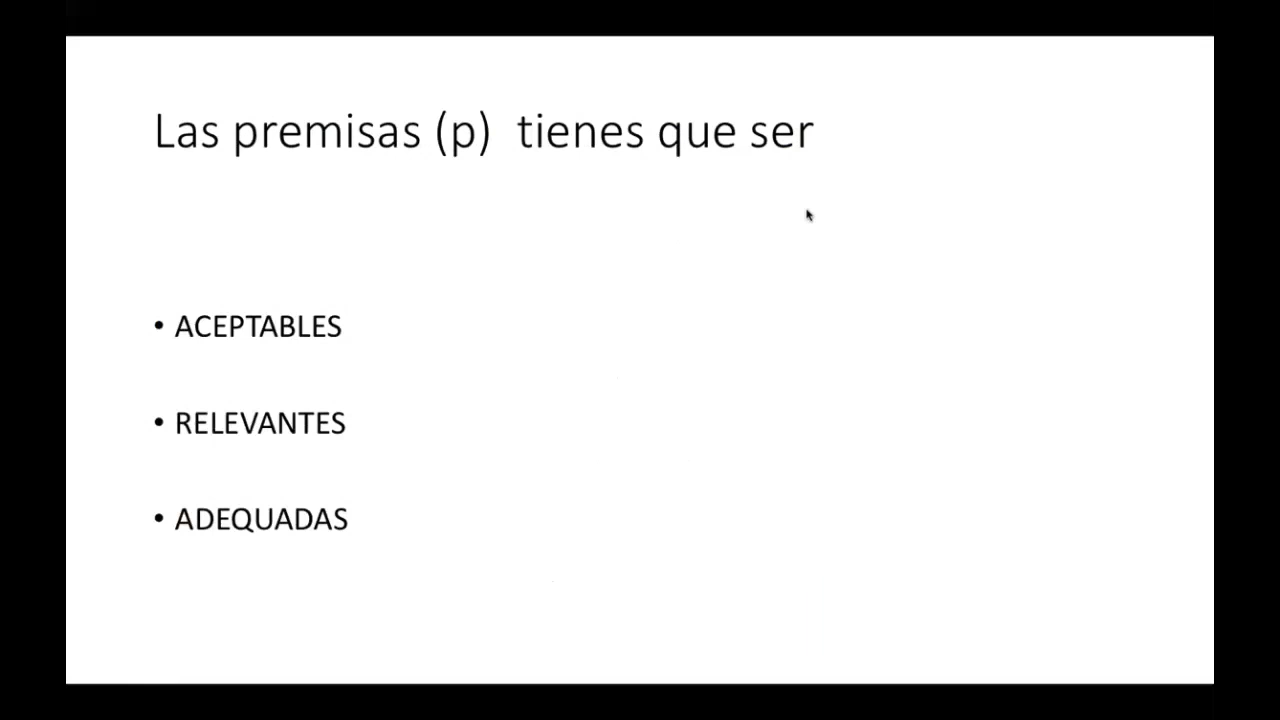 Las premisas (p)  tienes que ser
• ACEPTABLES
• RELEVANTES
• ADEQUADAS